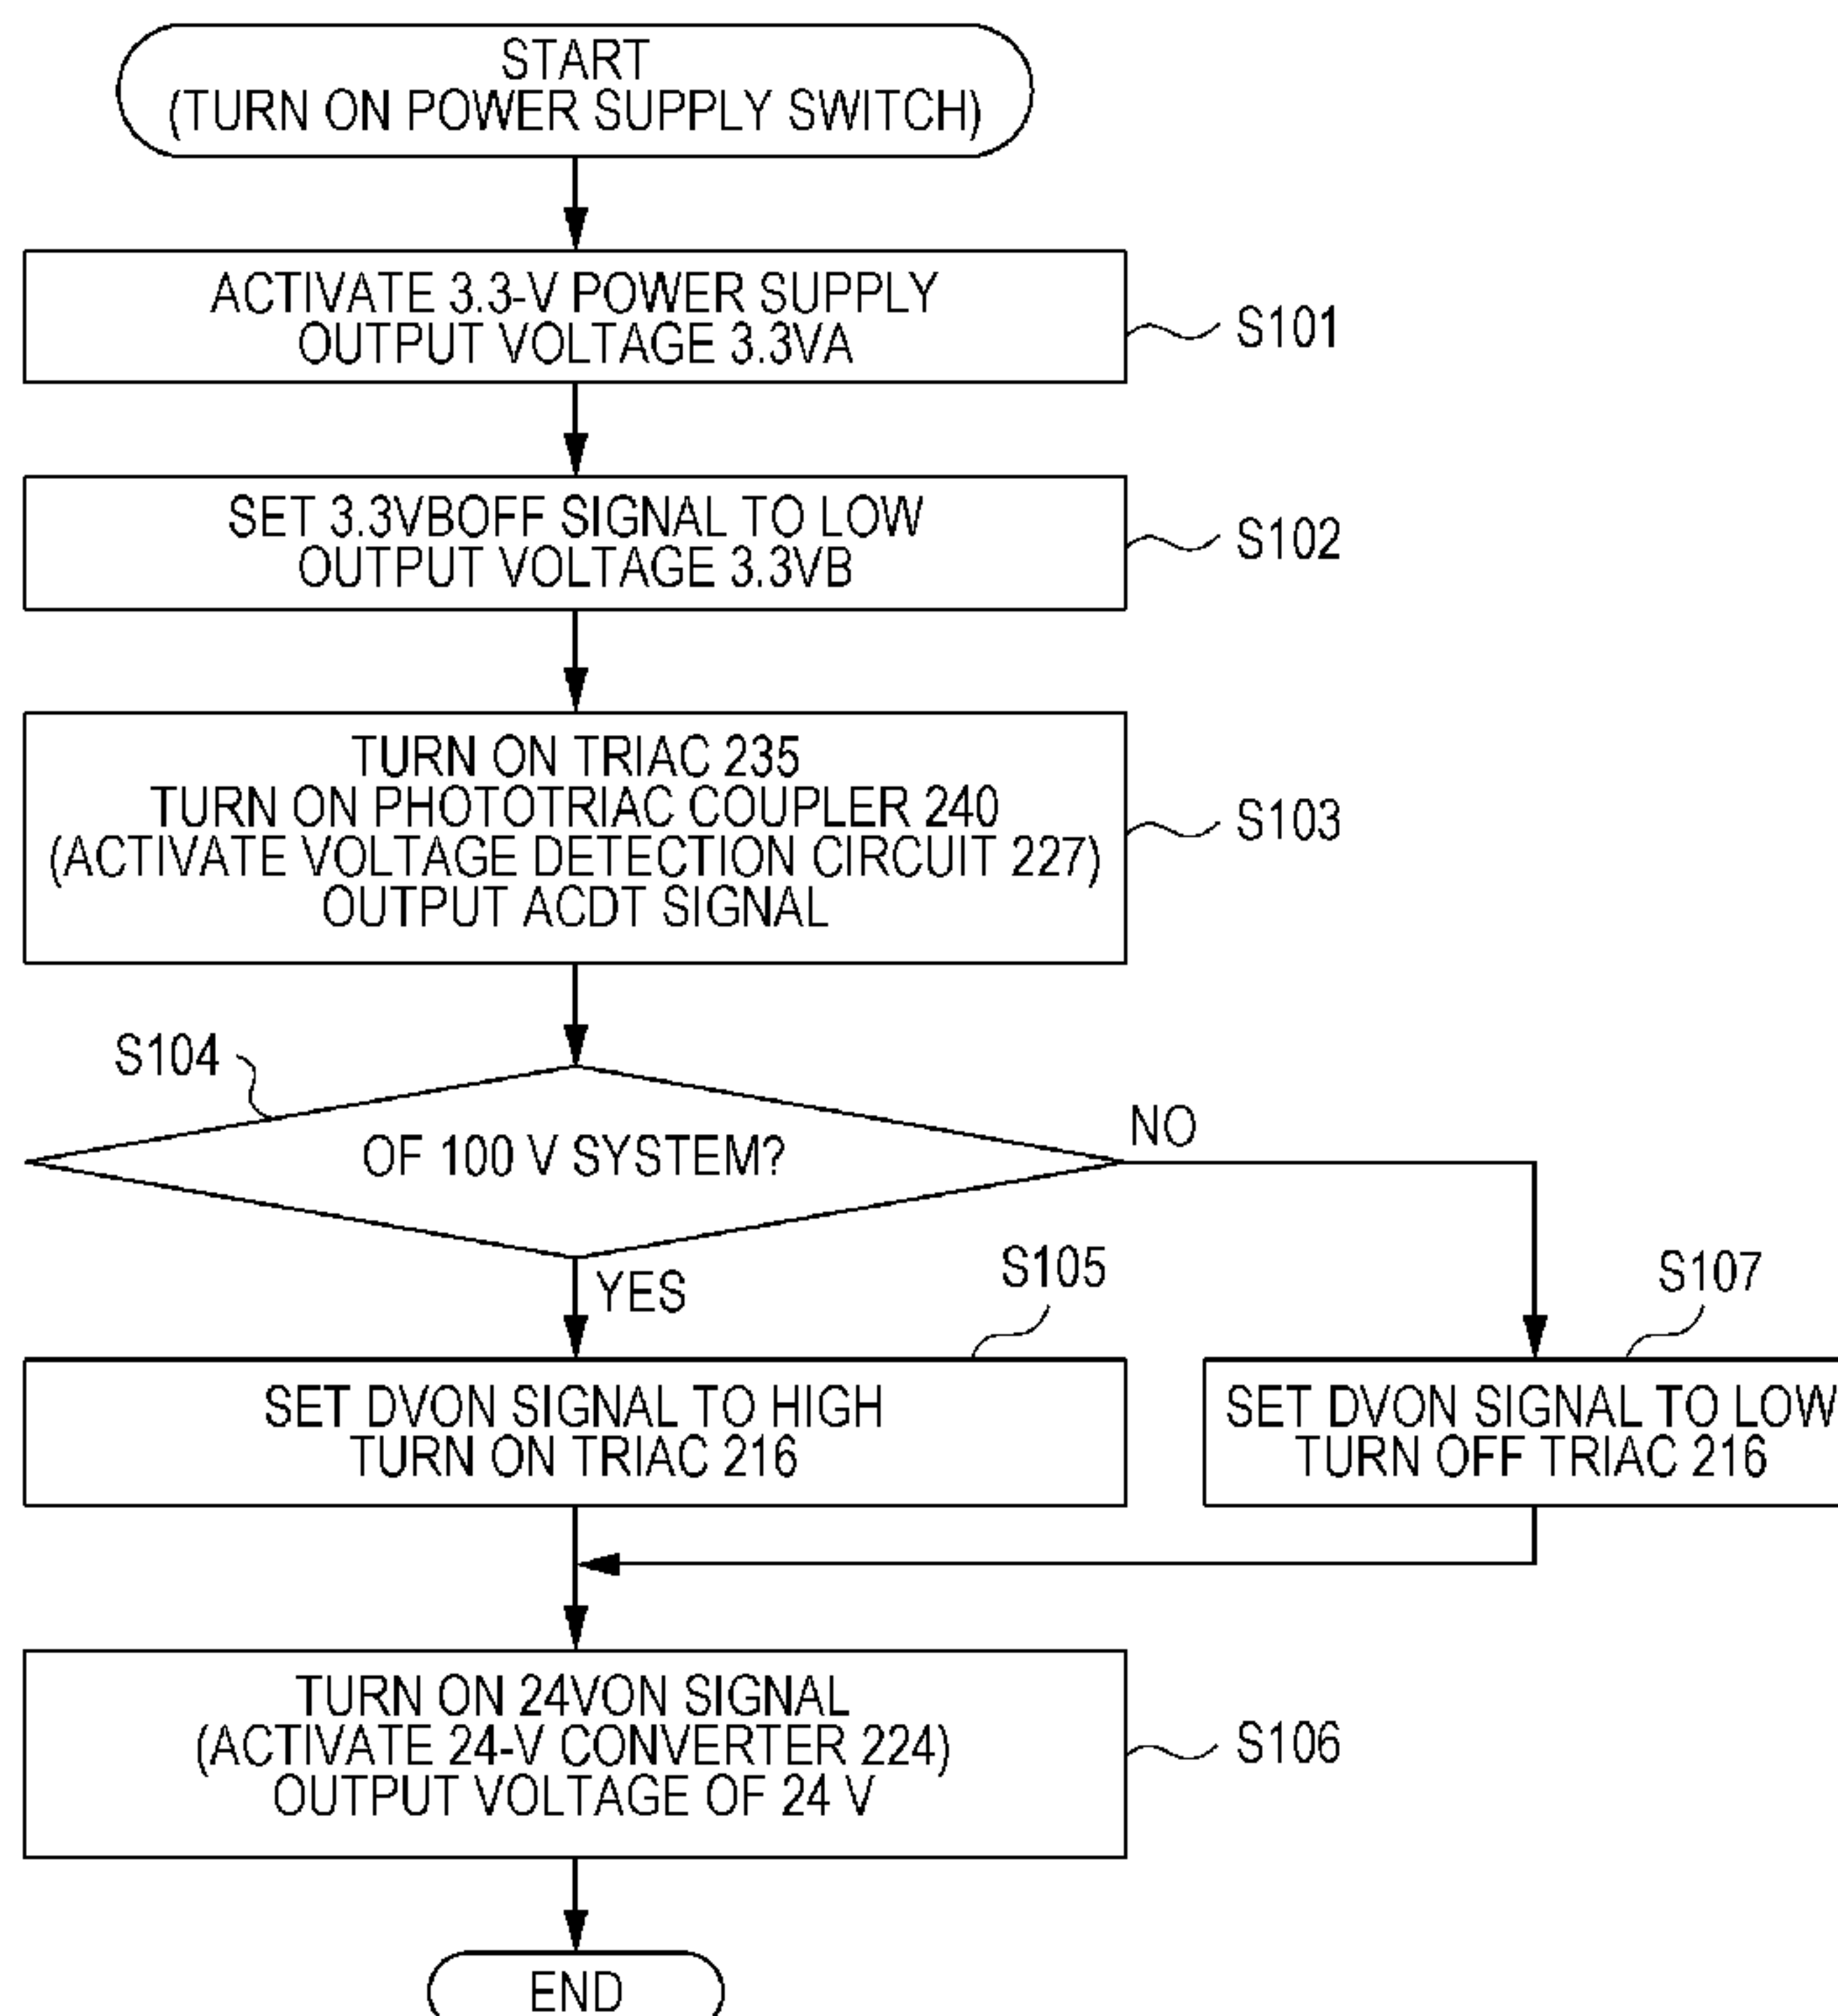 START
(TURN ON POWER SUPPLY SWITCH)
ACTIVATE 3.3-V POWER SUPPLY
OUTPUT VOLTAGE 3.3VA
S101
SET 3.3VBOFF SIGNAL TO LOW
OUTPUT VOLTAGE 3.3VB
S102
TURN ON TRIAC 235
TURN ON PHOTOTRIAC COUPLER 240
(ACTIVATE VOLTAGE DETECTION CIRCUIT 227)
OUTPUT ACDT SIGNAL
S103
S104
OF 100 V SYSTEM?
NO
YES
S105
SET DVON SIGNAL TO HIGH
TURN ON TRIAC 216
S107
SET DVON SIGNAL TO LOW
TURN OFF TRIAC 216
TURN ON 24VON SIGNAL
(ACTIVATE 24-V CONVERTER 224)
OUTPUT VOLTAGE OF 24 V
S106
END